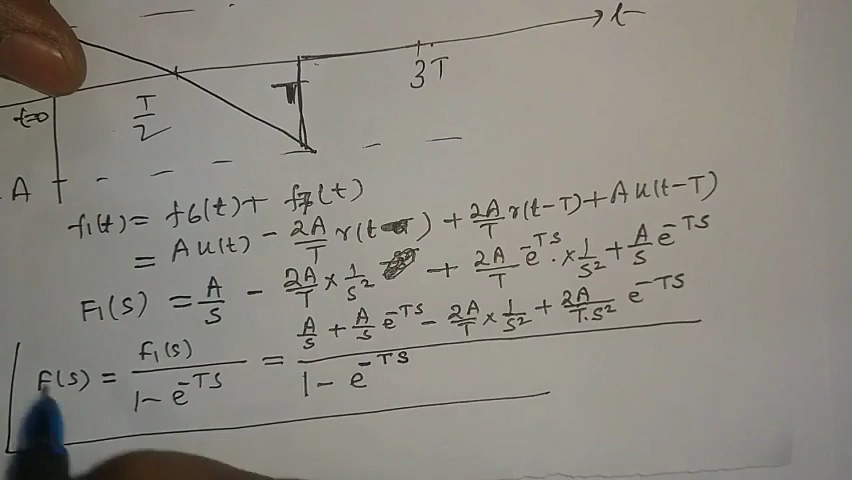 t
3T
T/2
T
t=0
A
f1(t) = f6(t) + f7(t)
= A u(t) - 2A/T r(t) + 2A/T r(t-T) + A u(t-T)
F1(s) = A/s - 2A/T × 1/s² + 2A/T e^-TS · × 1/s² + A/s e^-TS
F(s) = F1(s)/1-e^-TS = A/s + A/s e^-TS - 2A/T × 1/s² + 2A/T·s² e^-TS / 1-e^-TS